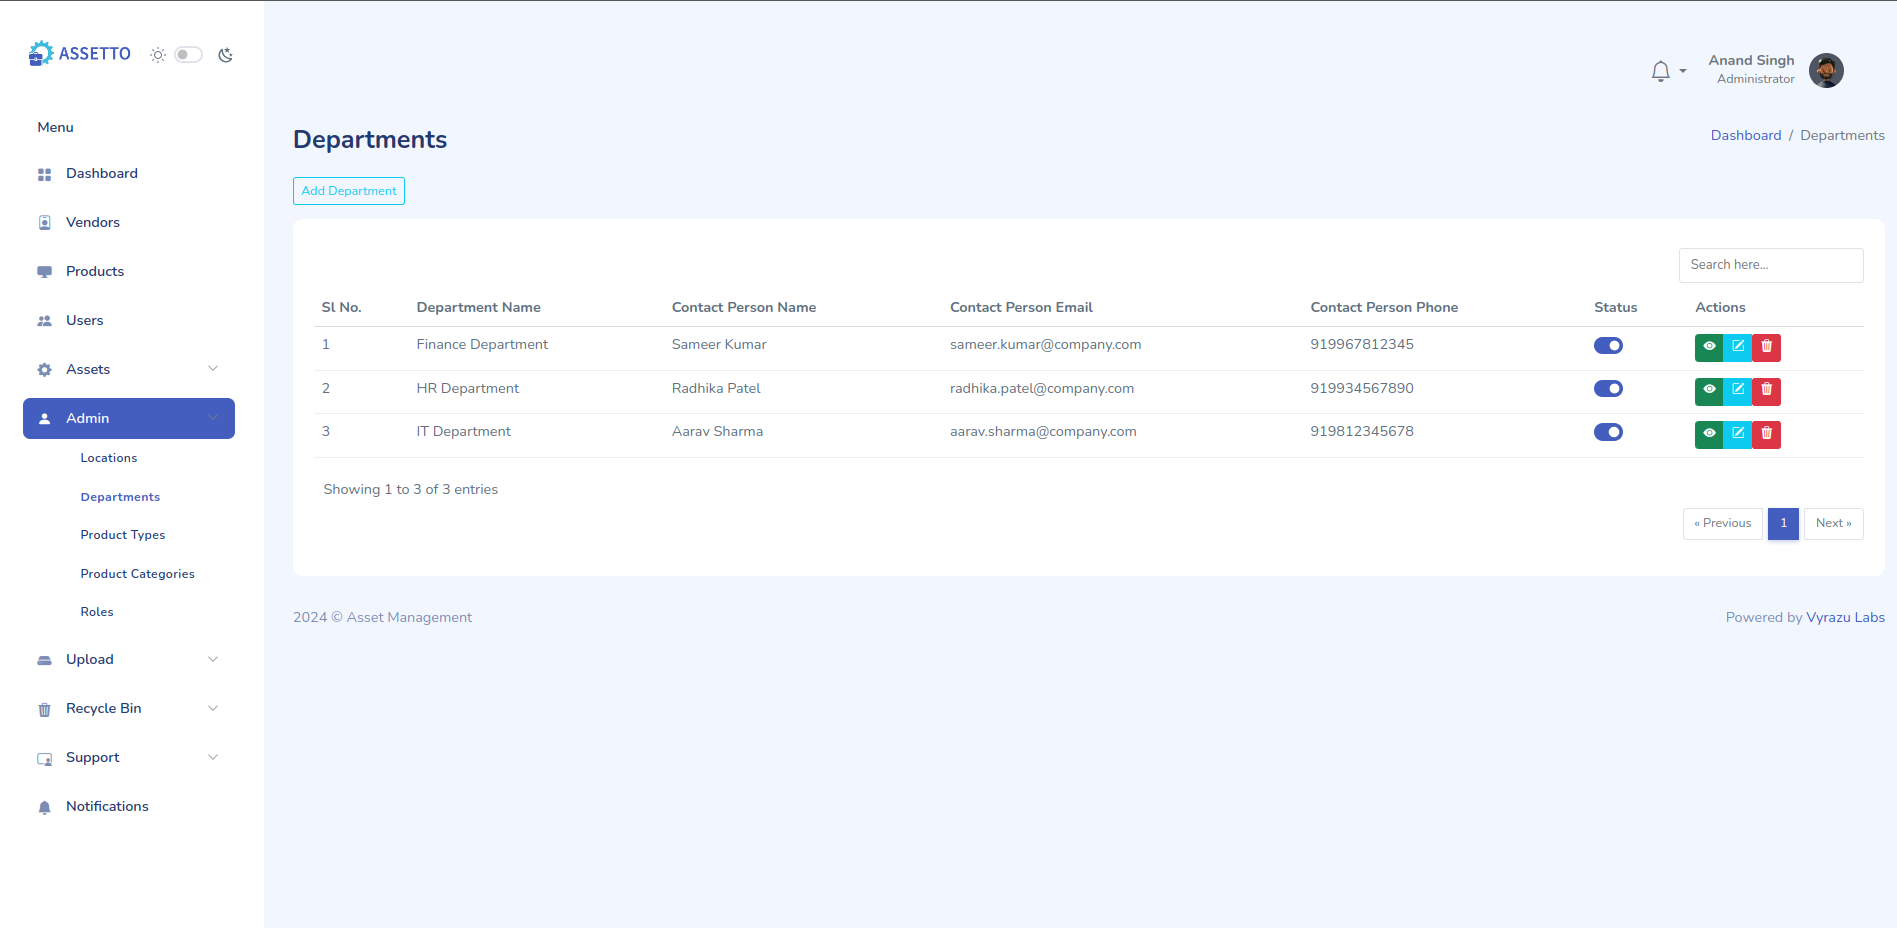 ASSETTO
Anand Singh
Administrator
Menu
Dashboard
Vendors
Products
Users
Assets
Admin
Locations
Departments
Product Types
Product Categories
Roles
Upload
Recycle Bin
Support
Notifications
Departments
Dashboard / Departments
Add Department
Search here...
Sl No. Department Name Contact Person Name Contact Person Email Contact Person Phone Status Actions
1 Finance Department Sameer Kumar sameer.kumar@company.com 919967812345
2 HR Department Radhika Patel radhika.patel@company.com 919934567890
3 IT Department Aarav Sharma aarav.sharma@company.com 919812345678
Showing 1 to 3 of 3 entries
« Previous 1 Next »
2024 © Asset Management
Powered by Vyrazu Labs